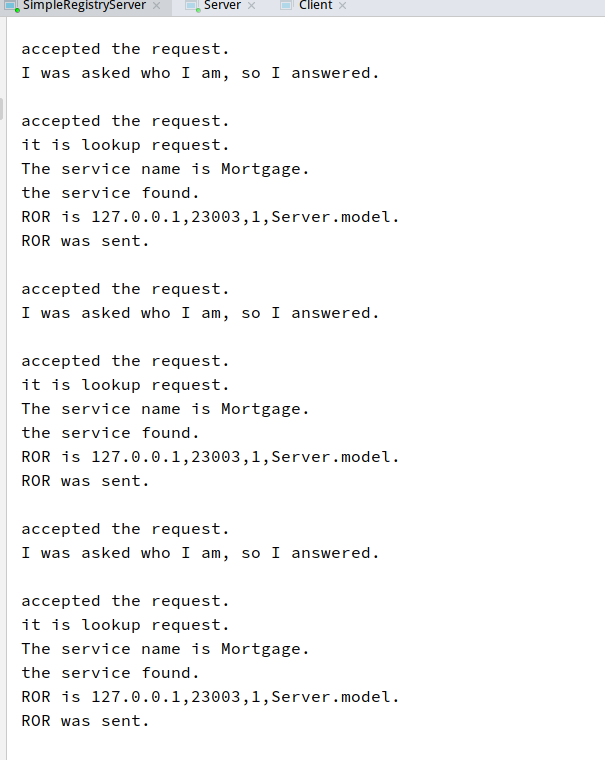 SimpleRegistryServer × Server × Client ×
accepted the request.
I was asked who I am, so I answered.
accepted the request.
it is lookup request.
The service name is Mortgage.
the service found.
ROR is 127.0.0.1,23003,1,Server.model.
ROR was sent.
accepted the request.
I was asked who I am, so I answered.
accepted the request.
it is lookup request.
The service name is Mortgage.
the service found.
ROR is 127.0.0.1,23003,1,Server.model.
ROR was sent.
accepted the request.
I was asked who I am, so I answered.
accepted the request.
it is lookup request.
The service name is Mortgage.
the service found.
ROR is 127.0.0.1,23003,1,Server.model.
ROR was sent.